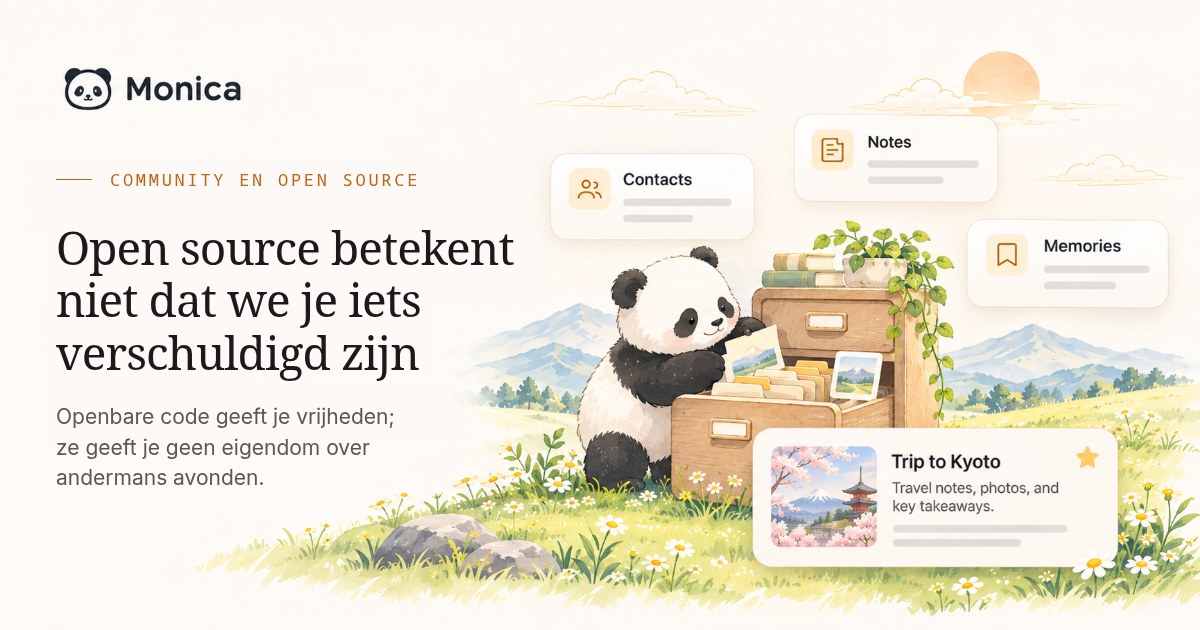 Monica
COMMUNITY EN OPEN SOURCE
Open source betekent
niet dat we je iets
verschuldigd zijn
Openbare code geeft je vrijheden;
ze geeft je geen eigendom over
andermans avonden.
Contacts
Notes
Memories
Trip to Kyoto
Travel notes, photos, and
key takeaways.